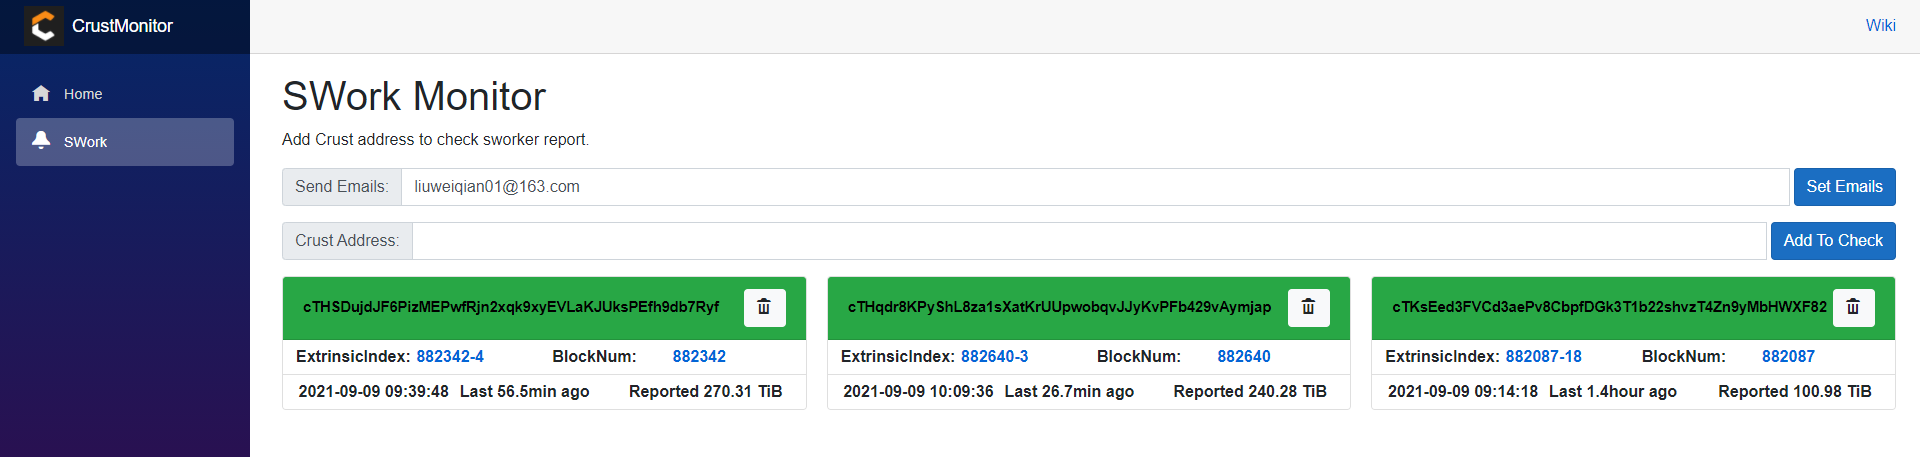 CrustMonitor
Wiki
Home
SWork
SWork Monitor
Add Crust address to check sworker report.
Send Emails: liuweiqian01@163.com Set Emails
Crust Address: Add To Check
cTHSDujdJF6PizMEPwfRjn2xqk9xyEVLaKJUksPEfh9db7Ryf
ExtrinsicIndex: 882342-4 BlockNum: 882342
2021-09-09 09:39:48 Last 56.5min ago Reported 270.31 TiB
cTHqdr8KPyShL8za1sXatKrUUpwobqvJJyKvPFb429vAymjap
ExtrinsicIndex: 882640-3 BlockNum: 882640
2021-09-09 10:09:36 Last 26.7min ago Reported 240.28 TiB
cTKsEed3FVCd3aePv8CbpfDGk3T1b22shvzT4Zn9yMbHWXF82
ExtrinsicIndex: 882087-18 BlockNum: 882087
2021-09-09 09:14:18 Last 1.4hour ago Reported 100.98 TiB